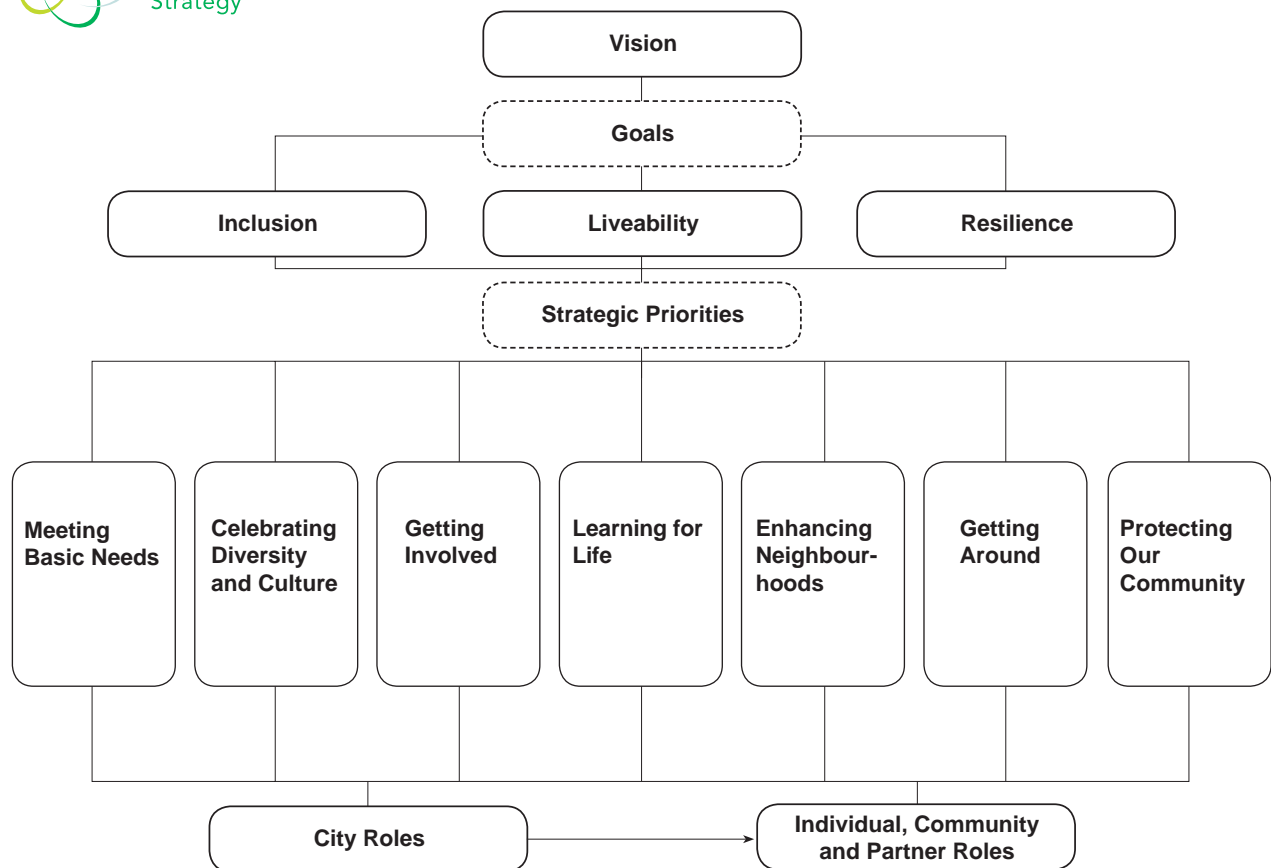 Strategy
Vision
Goals
Inclusion
Liveability
Resilience
Strategic Priorities
Meeting
Basic Needs
Celebrating
Diversity
and Culture
Getting
Involved
Learning for
Life
Enhancing
Neighbour-
hoods
Getting
Around
Protecting
Our
Community
City Roles
Individual, Community
and Partner Roles